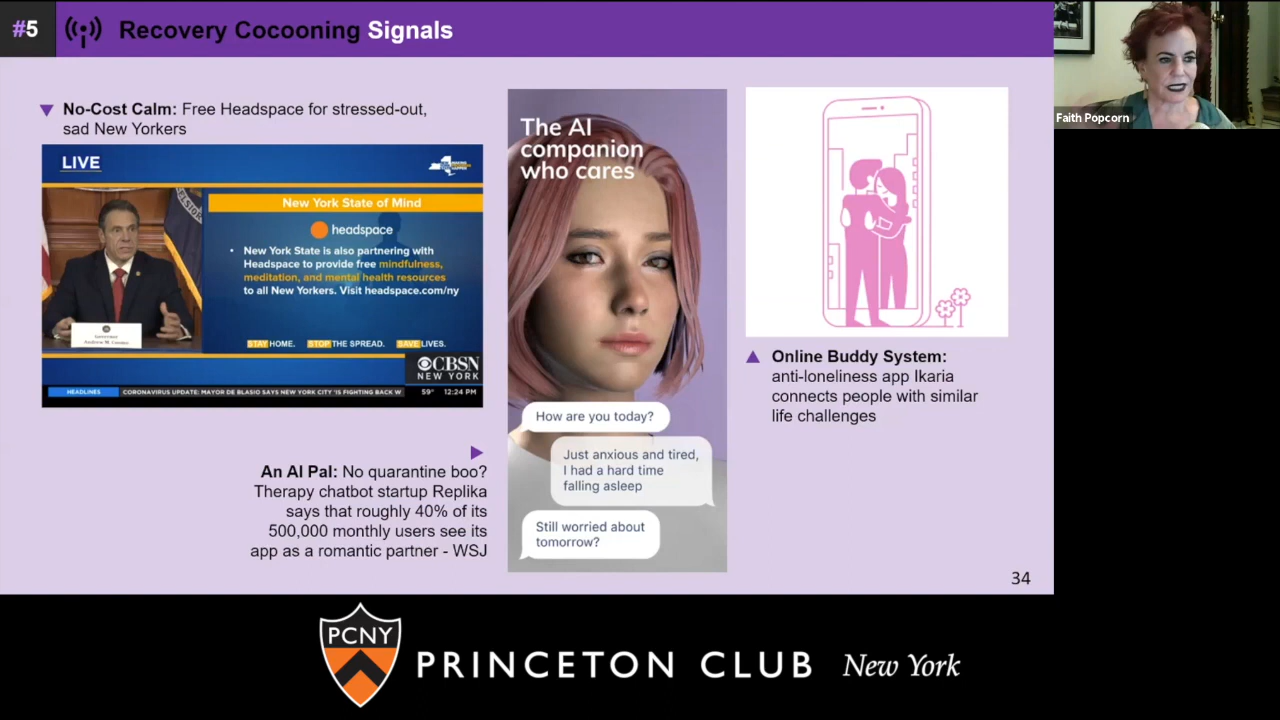 #5
Recovery Cocooning Signals
Faith Popcorn
No-Cost Calm: Free Headspace for stressed-out,
sad New Yorkers
LIVE
New York State of Mind
headspace
• New York State is also partnering with
Headspace to provide free mindfulness,
meditation, and mental health resources
to all New Yorkers. Visit headspace.com/ny
STAY HOME. STOP THE SPREAD. SAVE LIVES.
CBSN
NEW YORK
HEADLINES
CORONAVIRUS UPDATE: MAYOR DE BLASIO SAYS NEW YORK CITY 'IS FIGHTING BACK W
59° 12:24 PM
An AI Pal: No quarantine boo?
Therapy chatbot startup Replika
says that roughly 40% of its
500,000 monthly users see its
app as a romantic partner - WSJ
The AI
companion
who cares
How are you today?
Just anxious and tired,
I had a hard time
falling asleep
Still worried about
tomorrow?
Online Buddy System:
anti-loneliness app Ikaria
connects people with similar
life challenges
34
PCNY
PRINCETON CLUB New York